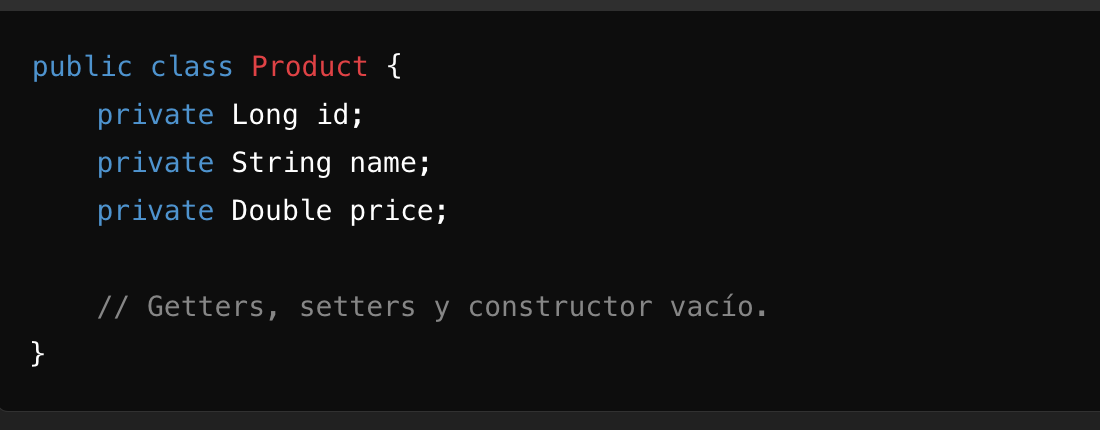 public class Product {
    private Long id;
    private String name;
    private Double price;

    // Getters, setters y constructor vacío.
}